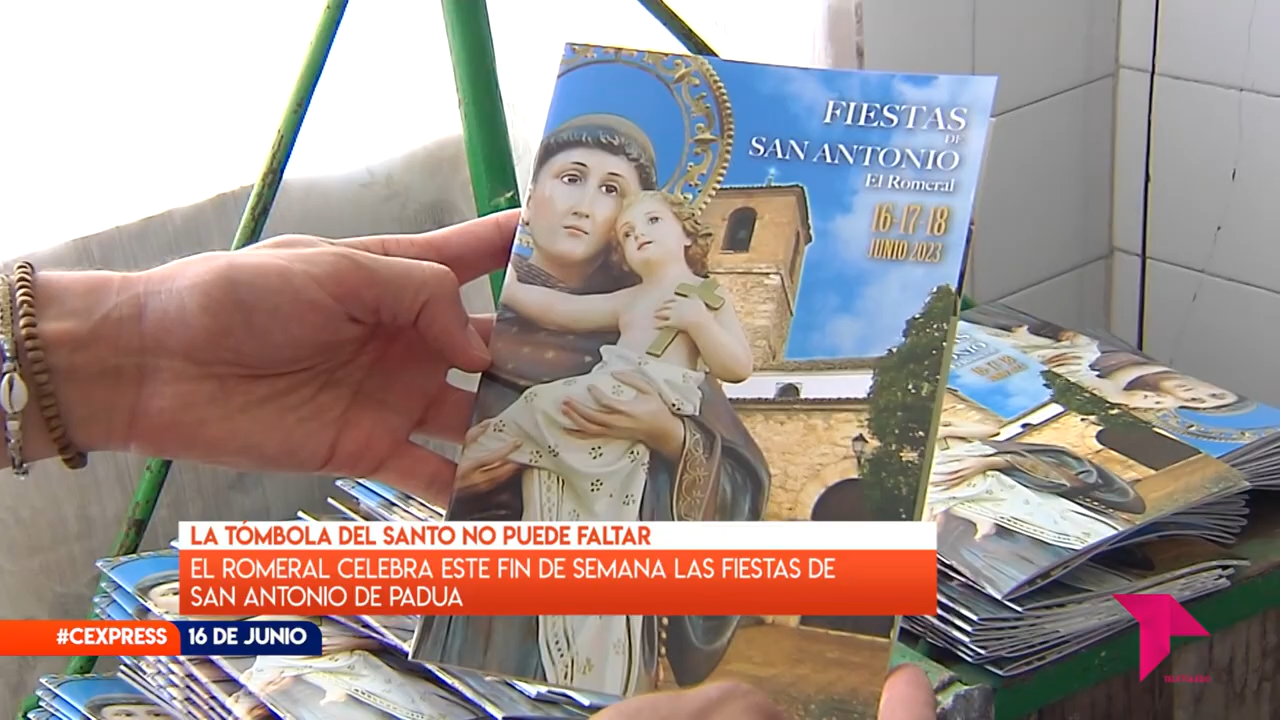 FIESTAS
DE
SAN ANTONIO
El Romeral
16-17-18
JUNIO 2023
LA TÓMBOLA DEL SANTO NO PUEDE FALTAR
EL ROMERAL CELEBRA ESTE FIN DE SEMANA LAS FIESTAS DE
SAN ANTONIO DE PADUA
#CEXPRESS
16 DE JUNIO